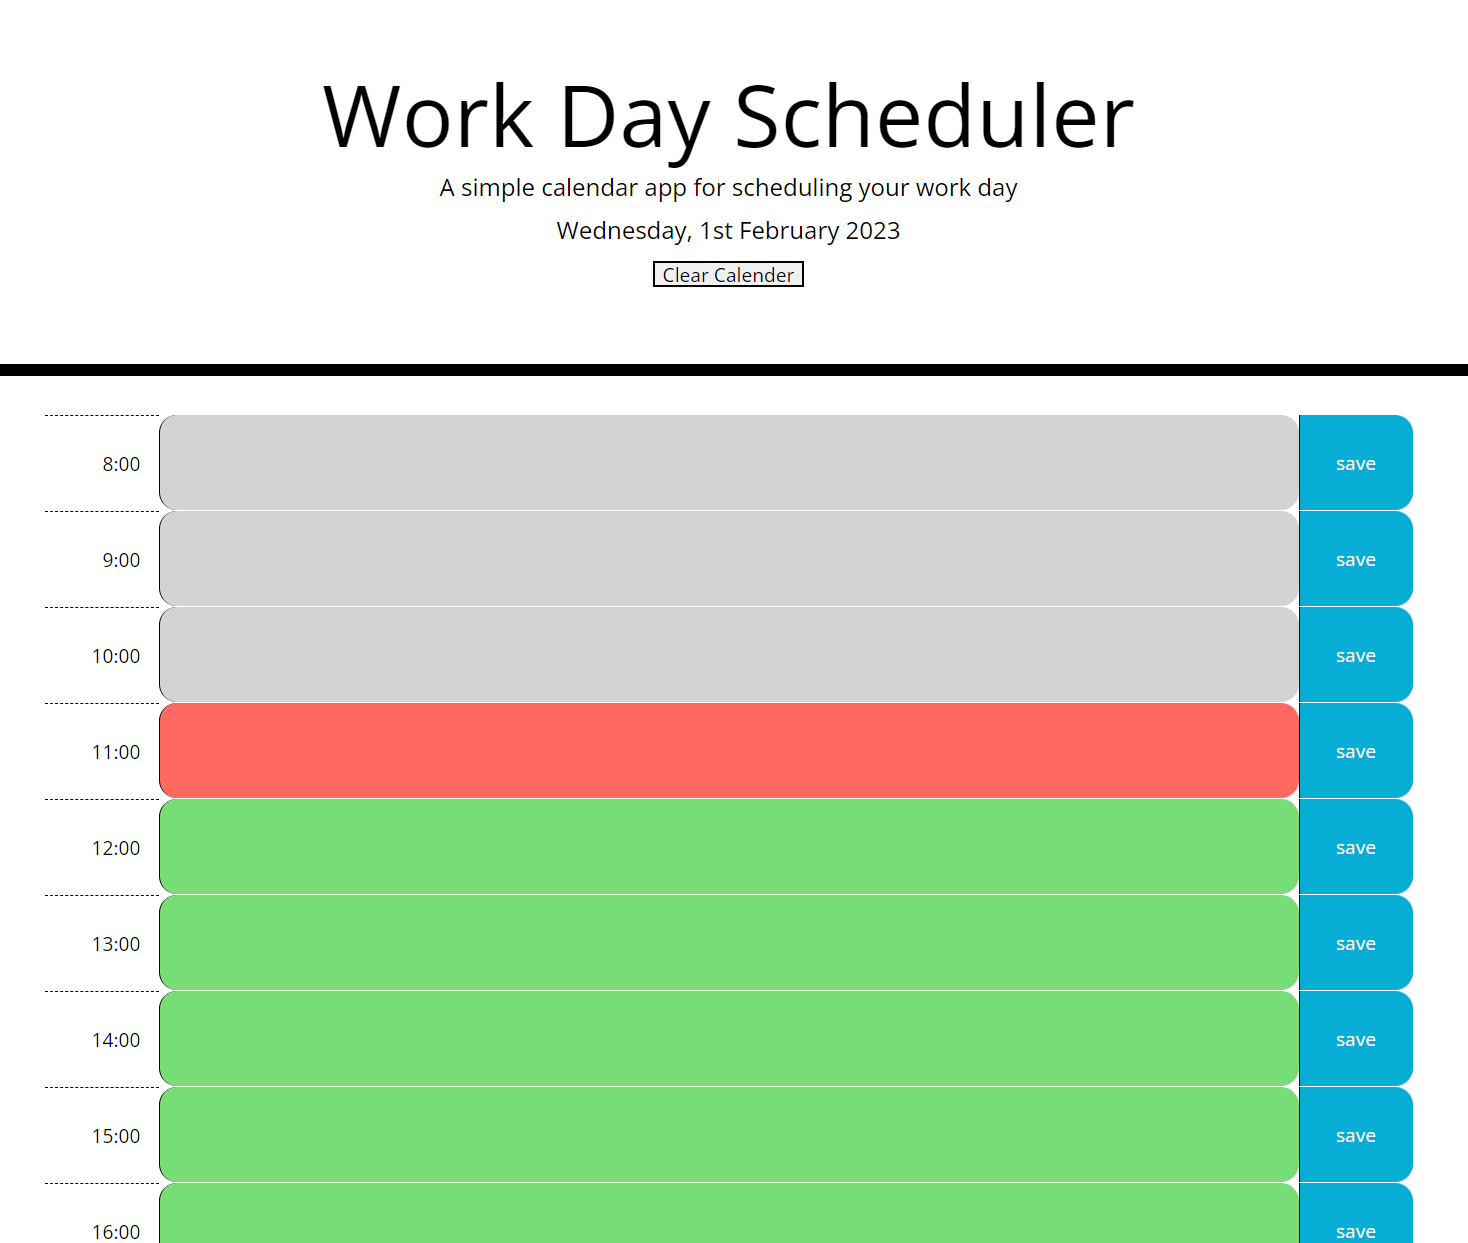 Work Day Scheduler
A simple calendar app for scheduling your work day
Wednesday, 1st February 2023
Clear Calender
8:00 save
9:00 save
10:00 save
11:00 save
12:00 save
13:00 save
14:00 save
15:00 save
16:00 save